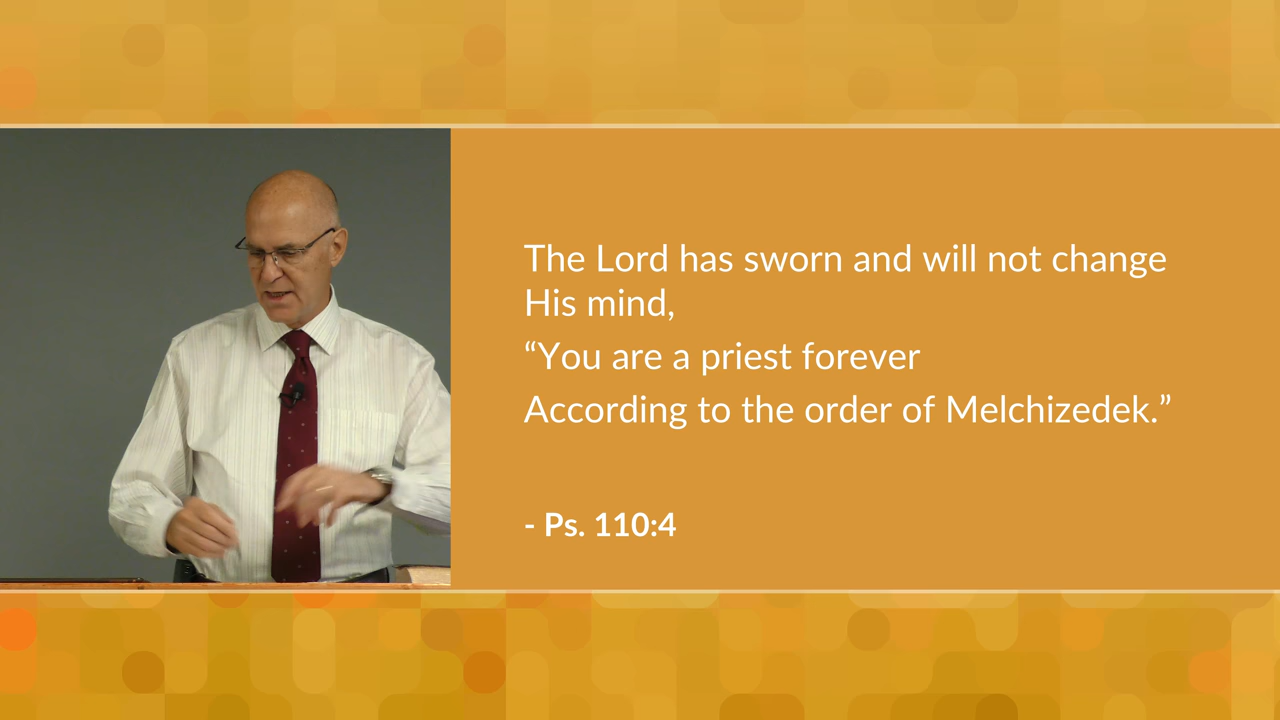 The Lord has sworn and will not change
His mind,
“You are a priest forever
According to the order of Melchizedek.”
- Ps. 110:4